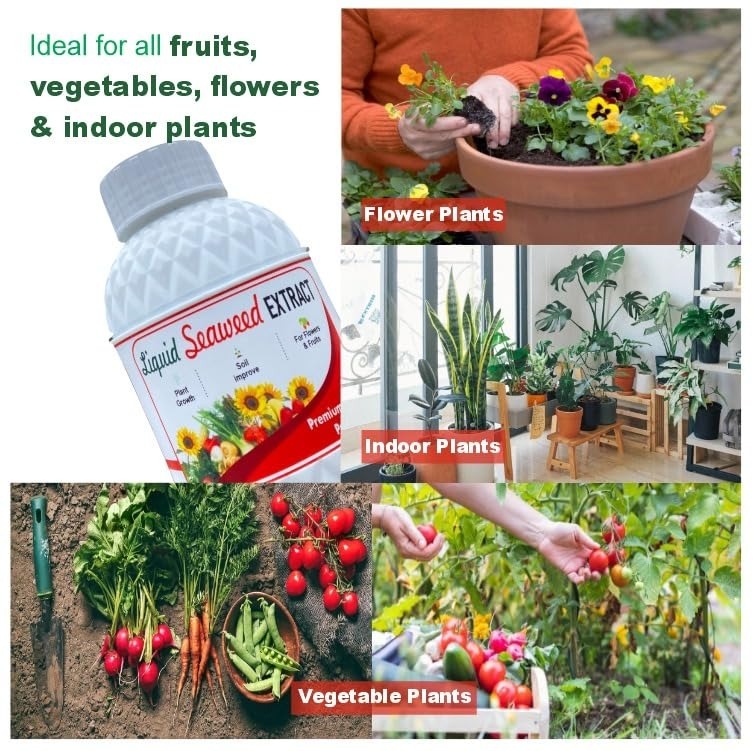 Ideal for all fruits,
vegetables, flowers
& indoor plants
Flower Plants
Liquid Seaweed EXTRACT
Plant
Growth
Soil
Improve
For Flowers
& Fruits
Premium
Indoor Plants
Vegetable Plants